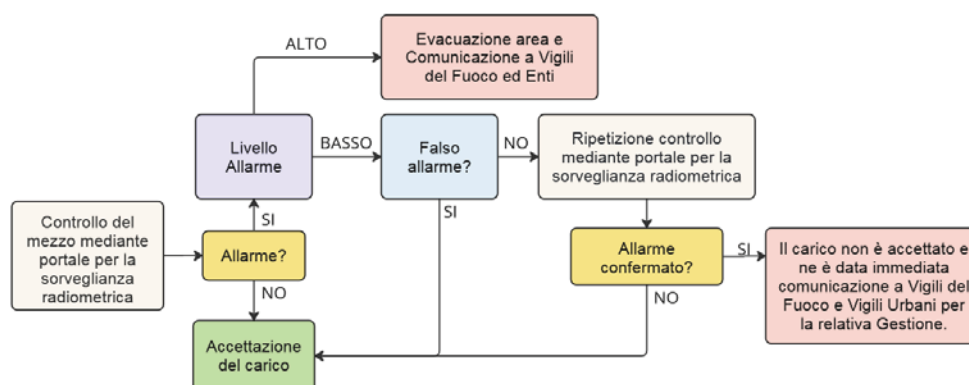 ALTO
Evacuazione area e
Comunicazione a Vigili
del Fuoco ed Enti
Livello
Allarme
BASSO
Falso
allarme?
NO
Ripetizione controllo
mediante portale per la
sorveglianza radiometrica
SI
SI
Controllo del
mezzo mediante
portale per la
sorveglianza
radiometrica
Allarme?
Allarme
confermato?
SI
Il carico non è accettato e
ne è data immediata
comunicazione a Vigili del
Fuoco e Vigili Urbani per
la relativa Gestione.
NO
NO
Accettazione
del carico